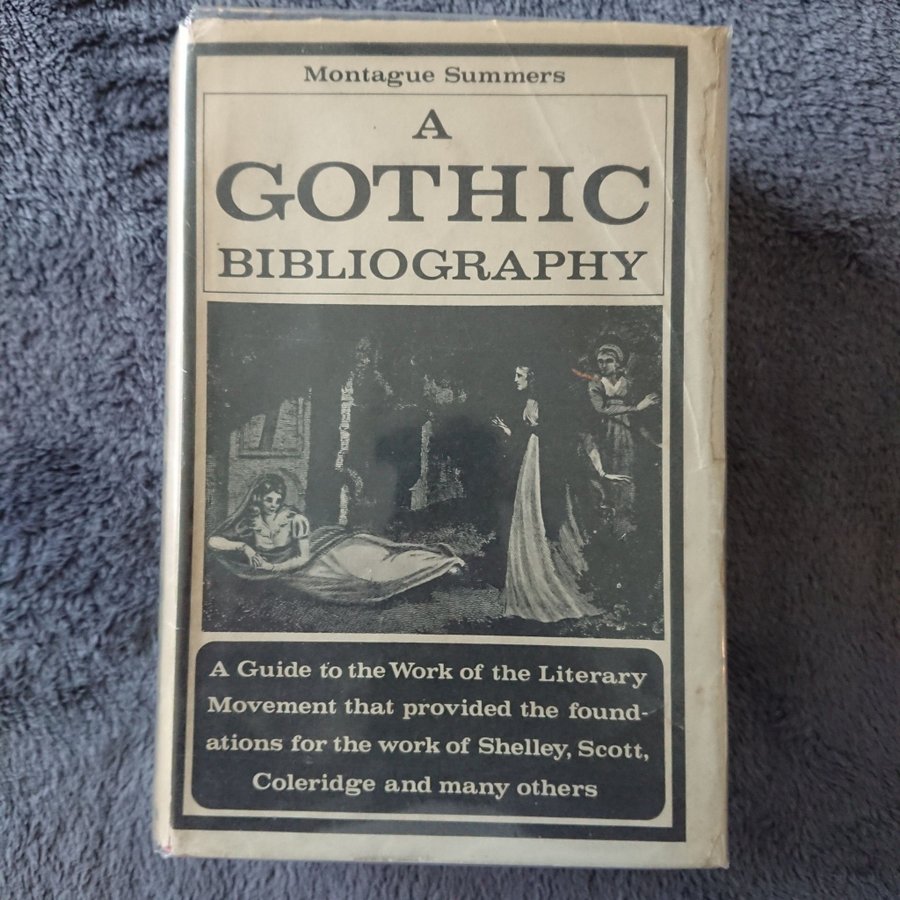 Montague Summers
A
GOTHIC
BIBLIOGRAPHY
A Guide to the Work of the Literary
Movement that provided the found-
ations for the work of Shelley, Scott,
Coleridge and many others